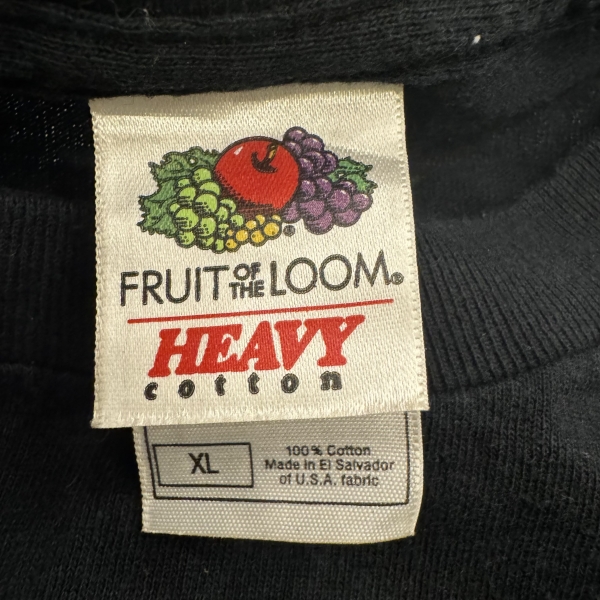 FRUIT OF THE LOOM®
HEAVY
cotton
XL
100% Cotton
Made in El Salvador
of U.S.A. fabric